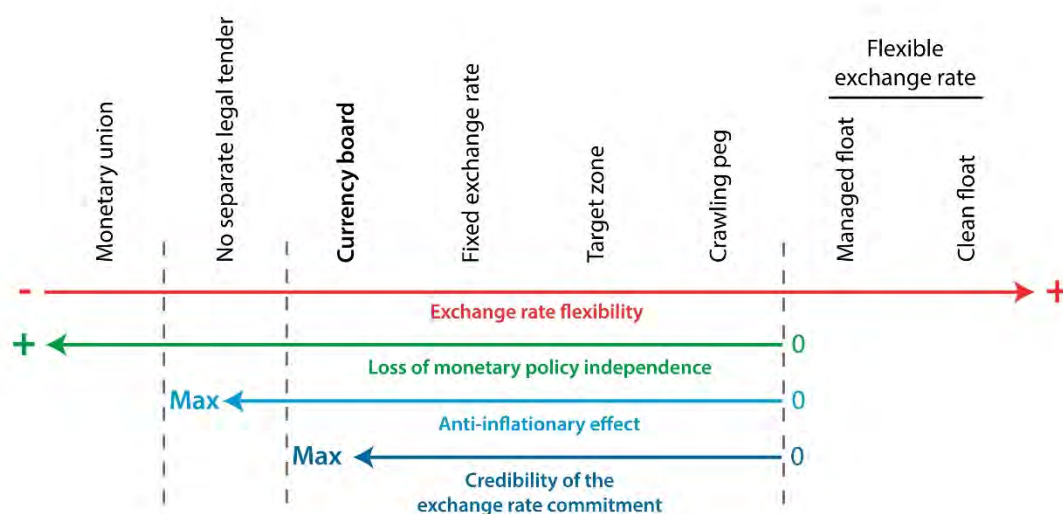 Monetary union
No separate legal tender
Currency board
Fixed exchange rate
Target zone
Crawling peg
Flexible
exchange rate
Managed float
Clean float
- +
Exchange rate flexibility
+ 0
Loss of monetary policy independence
Max 0
Anti-inflationary effect
Max 0
Credibility of the
exchange rate commitment